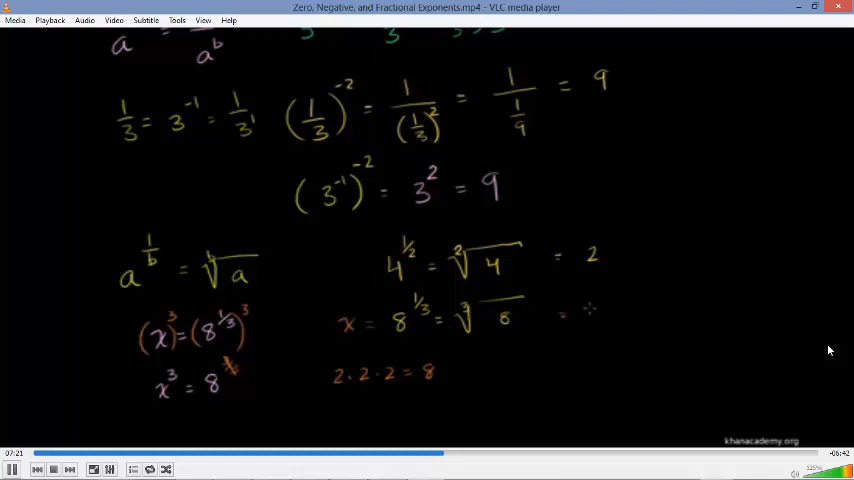 Zero, Negative, and Fractional Exponents.mp4 - VLC media player
Media Playback Audio Video Subtitle Tools View Help
a = a^b
1/3 = 3^-1 = 1/3^1 (1/3)^-2 = 1/(1/3)^2 = 1/(1/9) = 9
(3^-1)^-2 = 3^2 = 9
a^1/b = b√a 4^1/2 = 2√4 = 2
(x)^3 = (8^1/3)^3 x = 8^1/3 = 3√8 =
x^3 = 8 2·2·2 = 8
khanacademy.org
07:21 -06:42
125%